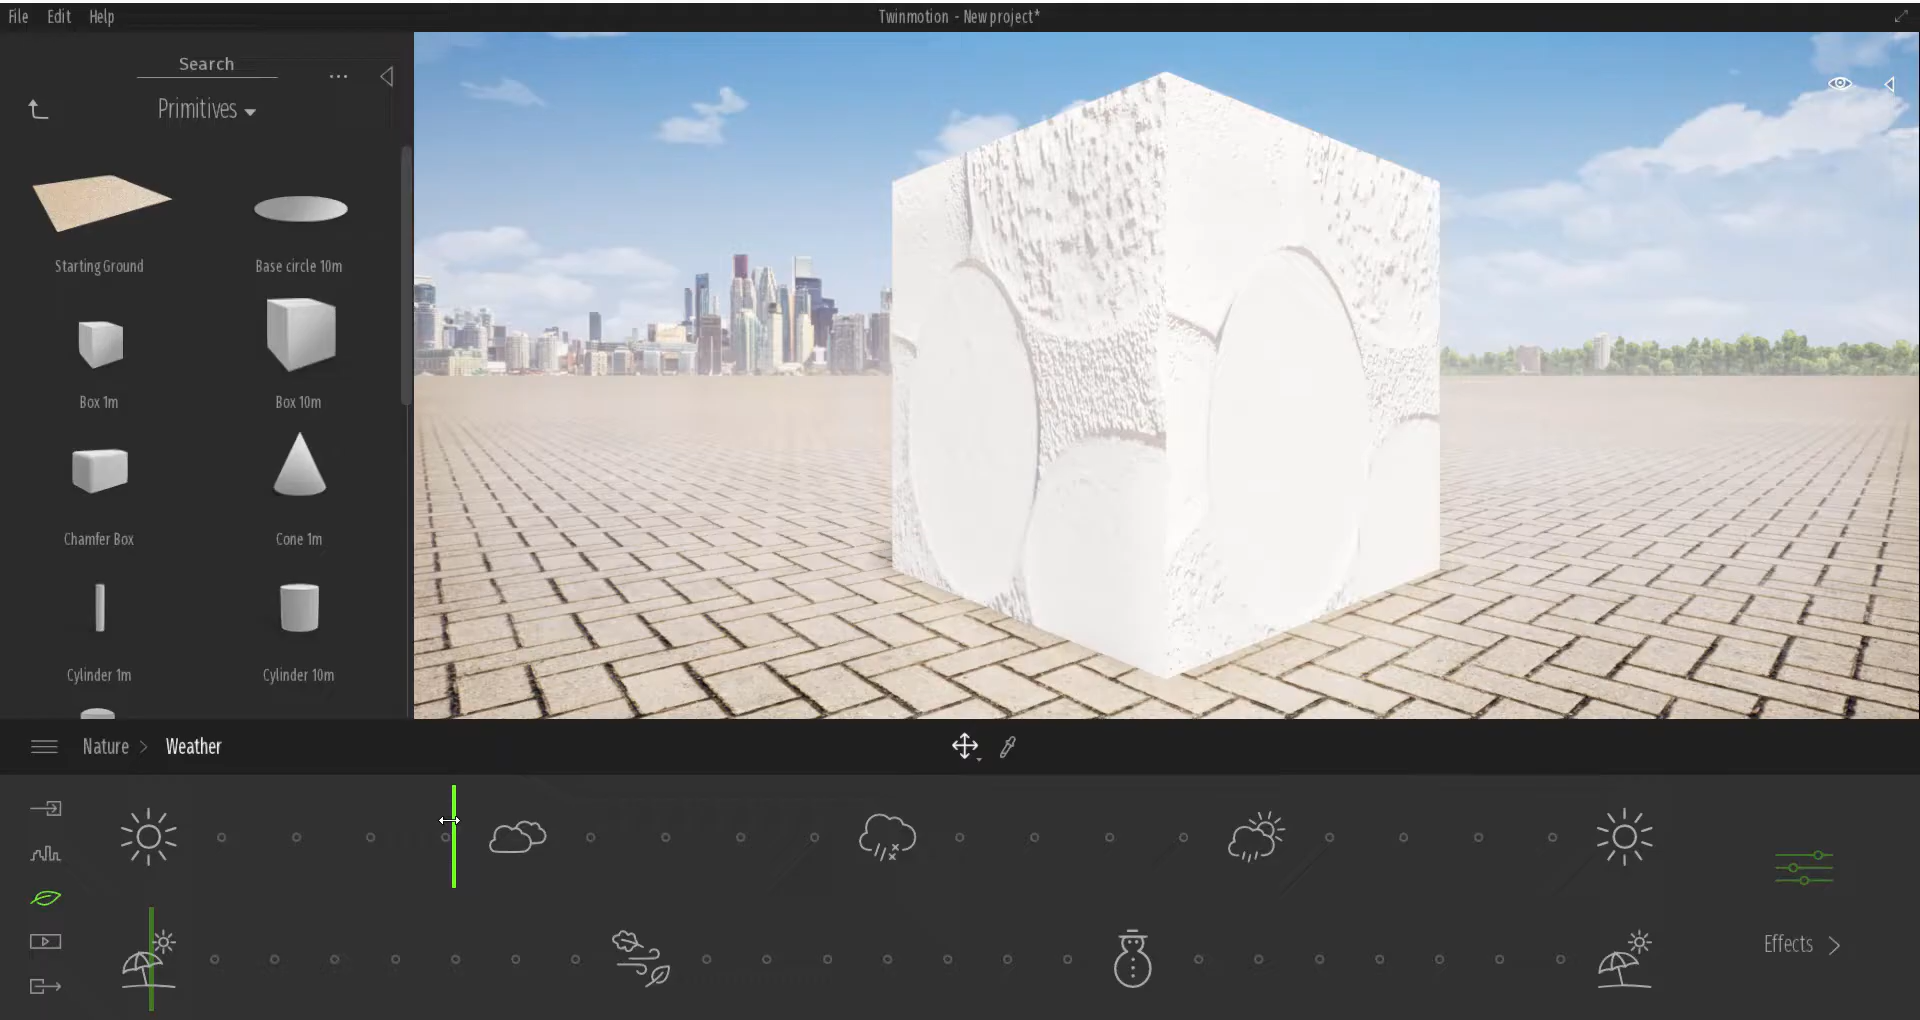 File Edit Help
Twinmotion - New project*
Search
...
Primitives
Starting Ground
Base circle 10m
Box 1m
Box 10m
Chamfer Box
Cone 1m
Cylinder 1m
Cylinder 10m
Nature > Weather
Effects >